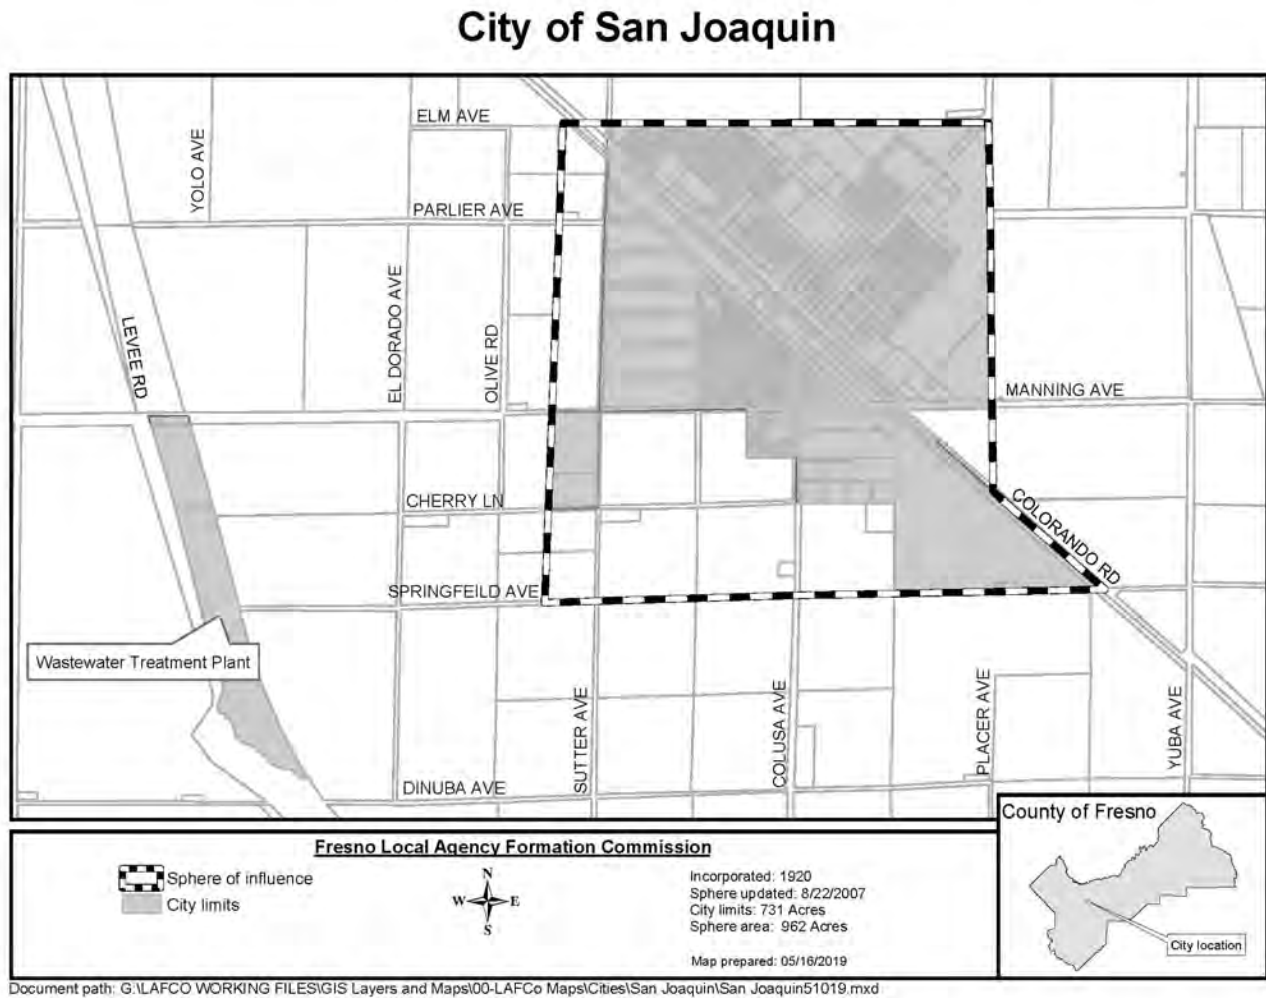 City of San Joaquin
ELM AVE
YOLO AVE
PARLIER AVE
EL DORADO AVE
OLIVE RD
LEVEE RD
MANNING AVE
CHERRY LN
COLORANDO RD
SPRINGFEILD AVE
Wastewater Treatment Plant
SUTTER AVE
COLUSA AVE
PLACER AVE
YUBA AVE
DINUBA AVE
County of Fresno
City location
Fresno Local Agency Formation Commission
Sphere of influence
City limits
N
W E
S
Incorporated: 1920
Sphere updated: 8/22/2007
City limits: 731 Acres
Sphere area: 962 Acres
Map prepared: 05/16/2019
Document path: G:\LAFCO WORKING FILES\GIS Layers and Maps\00-LAFCo Maps\Cities\San Joaquin\San Joaquin51019.mxd